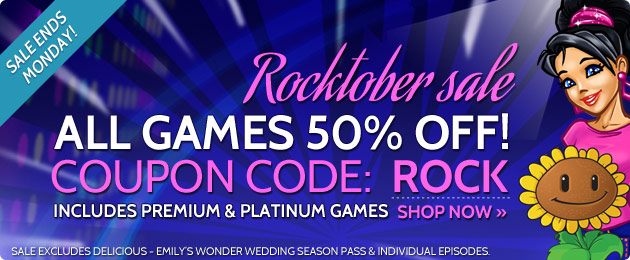 SALE ENDS
MONDAY!
Rocktober sale
ALL GAMES 50% OFF!
COUPON CODE: ROCK
INCLUDES PREMIUM & PLATINUM GAMES SHOP NOW »
SALE EXCLUDES DELICIOUS - EMILY'S WONDER WEDDING SEASON PASS & INDIVIDUAL EPISODES.